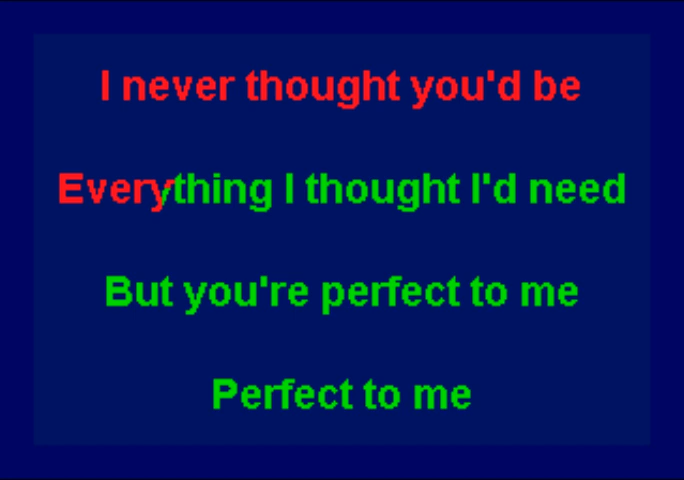 I never thought you'd be
Everything I thought I'd need
But you're perfect to me
Perfect to me